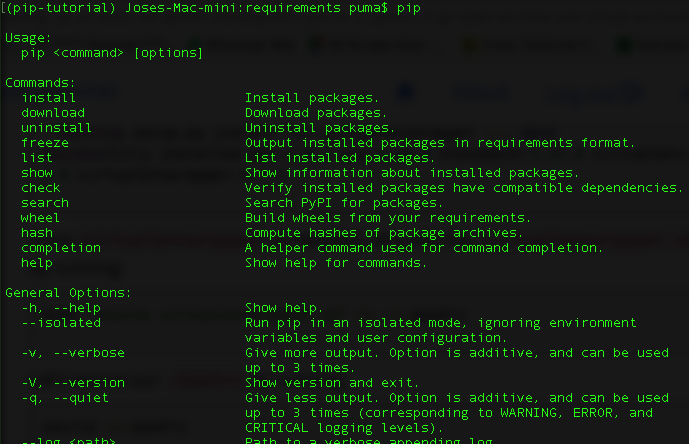 [(pip-tutorial) Joses-Mac-mini:requirements puma$ pip
Usage:
pip <command> [options]
Commands:
install Install packages.
download Download packages.
uninstall Uninstall packages.
freeze Output installed packages in requirements format.
list List installed packages.
show Show information about installed packages.
check Verify installed packages have compatible dependencies.
search Search PyPI for packages.
wheel Build wheels from your requirements.
hash Compute hashes of package archives.
completion A helper command used for command completion.
help Show help for commands.
General Options:
-h, --help Show help.
--isolated Run pip in an isolated mode, ignoring environment
variables and user configuration.
-v, --verbose Give more output. Option is additive, and can be used
up to 3 times.
-V, --version Show version and exit.
-q, --quiet Give less output. Option is additive, and can be used
up to 3 times (corresponding to WARNING, ERROR, and
CRITICAL logging levels).
--log <path> Path to a verbose appending log.